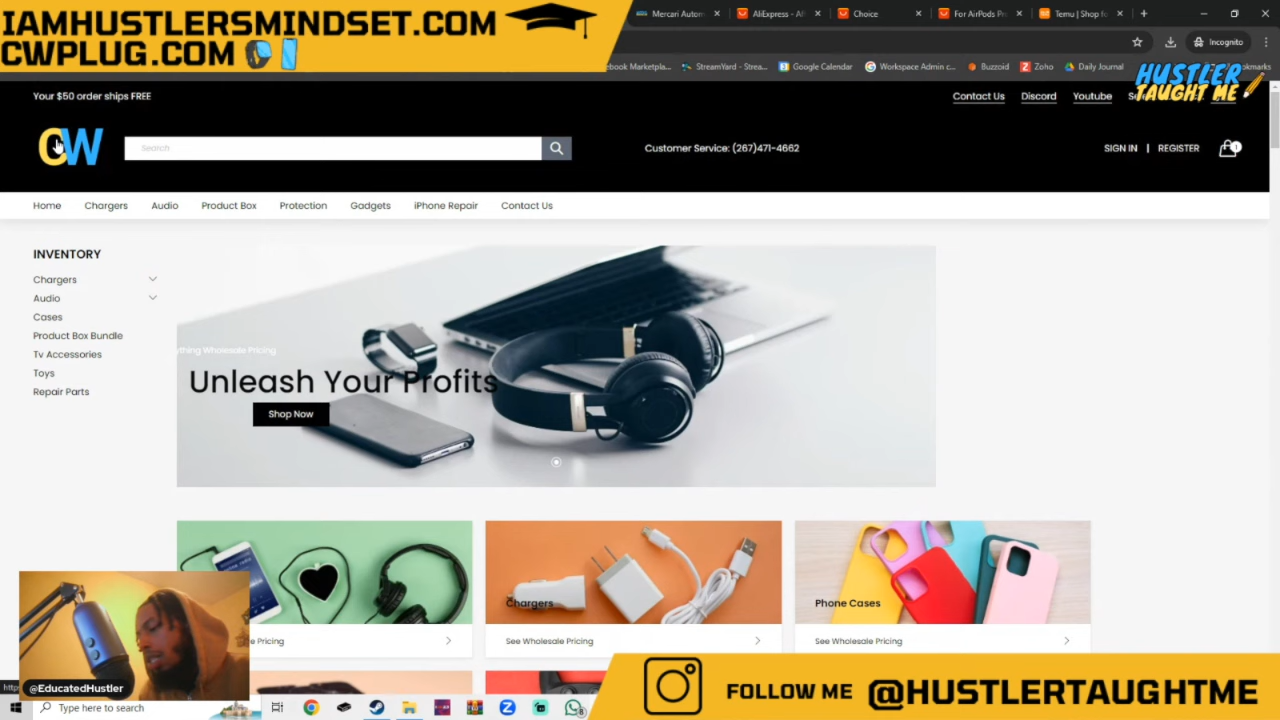 IAMHUSTLERSMINDSET.COM
CWPLUG.COM
Mercari Autom
AliExpress - Af
Choice
For AirPods Pr
Temu | Shop fo
Incognito
ebook Marketpla...
StreamYard - Strea...
Google Calendar
Workspace Admin c...
Buzzoid
Zoho
Daily Journal
HUSTLER
TAUGHT ME
Your $50 order ships FREE
Contact Us
Discord
Youtube
CW
Search
Customer Service: (267)471-4662
SIGN IN | REGISTER
1
Home
Chargers
Audio
Product Box
Protection
Gadgets
iPhone Repair
Contact Us
INVENTORY
Chargers
Audio
Cases
Product Box Bundle
Tv Accessories
Toys
Repair Parts
ything Wholesale Pricing
Unleash Your Profits
Shop Now
Chargers
Phone Cases
e Pricing
See Wholesale Pricing
See Wholesale Pricing
@EducatedHustler
Type here to search
FOLLOW ME @HUSTLERTAUGHTME